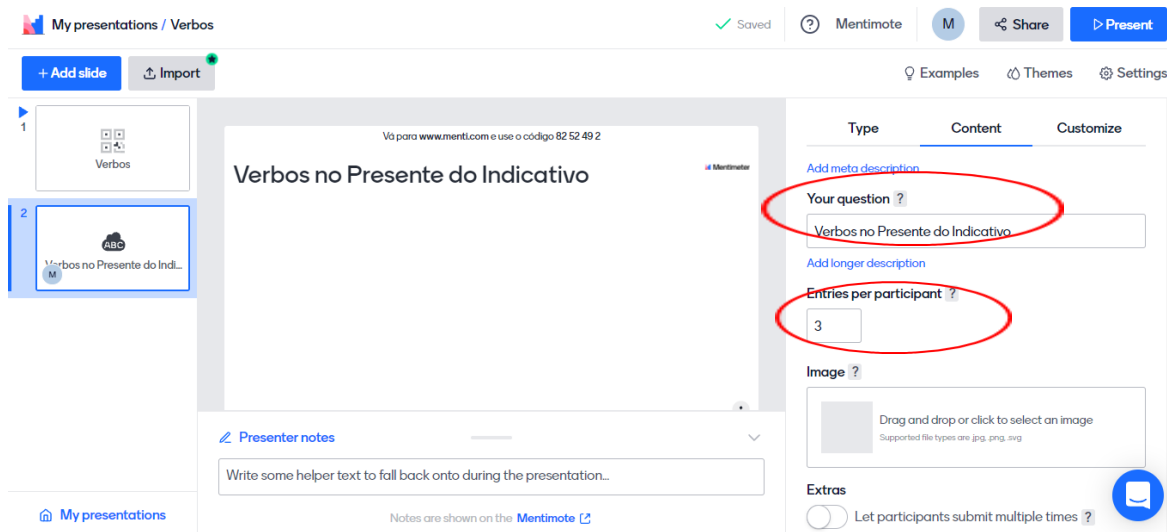 My presentations / Verbos
Saved
?
Mentimote
M
Share
Present
+ Add slide
Import
Examples
Themes
Settings
1
Verbos
2
ABC
M
Verbos no Presente do Indi...
Vá para www.menti.com e use o código 82 52 49 2
Verbos no Presente do Indicativo
Mentimeter
Presenter notes
Write some helper text to fall back onto during the presentation...
Notes are shown on the Mentimote
My presentations
Type Content Customize
Add meta description
Your question ?
Verbos no Presente do Indicativo
Add longer description
Entries per participant ?
3
Image ?
Drag and drop or click to select an image
Supported file types are .jpg, .png, .svg
Extras
Let participants submit multiple times ?